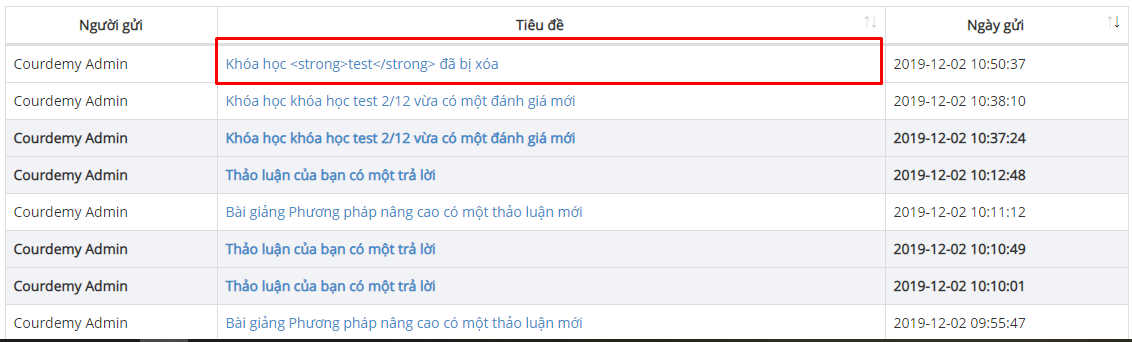 Người gửi Tiêu đề Ngày gửi
Courdemy Admin Khóa học <strong>test</strong> đã bị xóa 2019-12-02 10:50:37
Courdemy Admin Khóa học khóa học test 2/12 vừa có một đánh giá mới 2019-12-02 10:38:10
Courdemy Admin Khóa học khóa học test 2/12 vừa có một đánh giá mới 2019-12-02 10:37:24
Courdemy Admin Thảo luận của bạn có một trả lời 2019-12-02 10:12:48
Courdemy Admin Bài giảng Phương pháp nâng cao có một thảo luận mới 2019-12-02 10:11:12
Courdemy Admin Thảo luận của bạn có một trả lời 2019-12-02 10:10:49
Courdemy Admin Thảo luận của bạn có một trả lời 2019-12-02 10:10:01
Courdemy Admin Bài giảng Phương pháp nâng cao có một thảo luận mới 2019-12-02 09:55:47